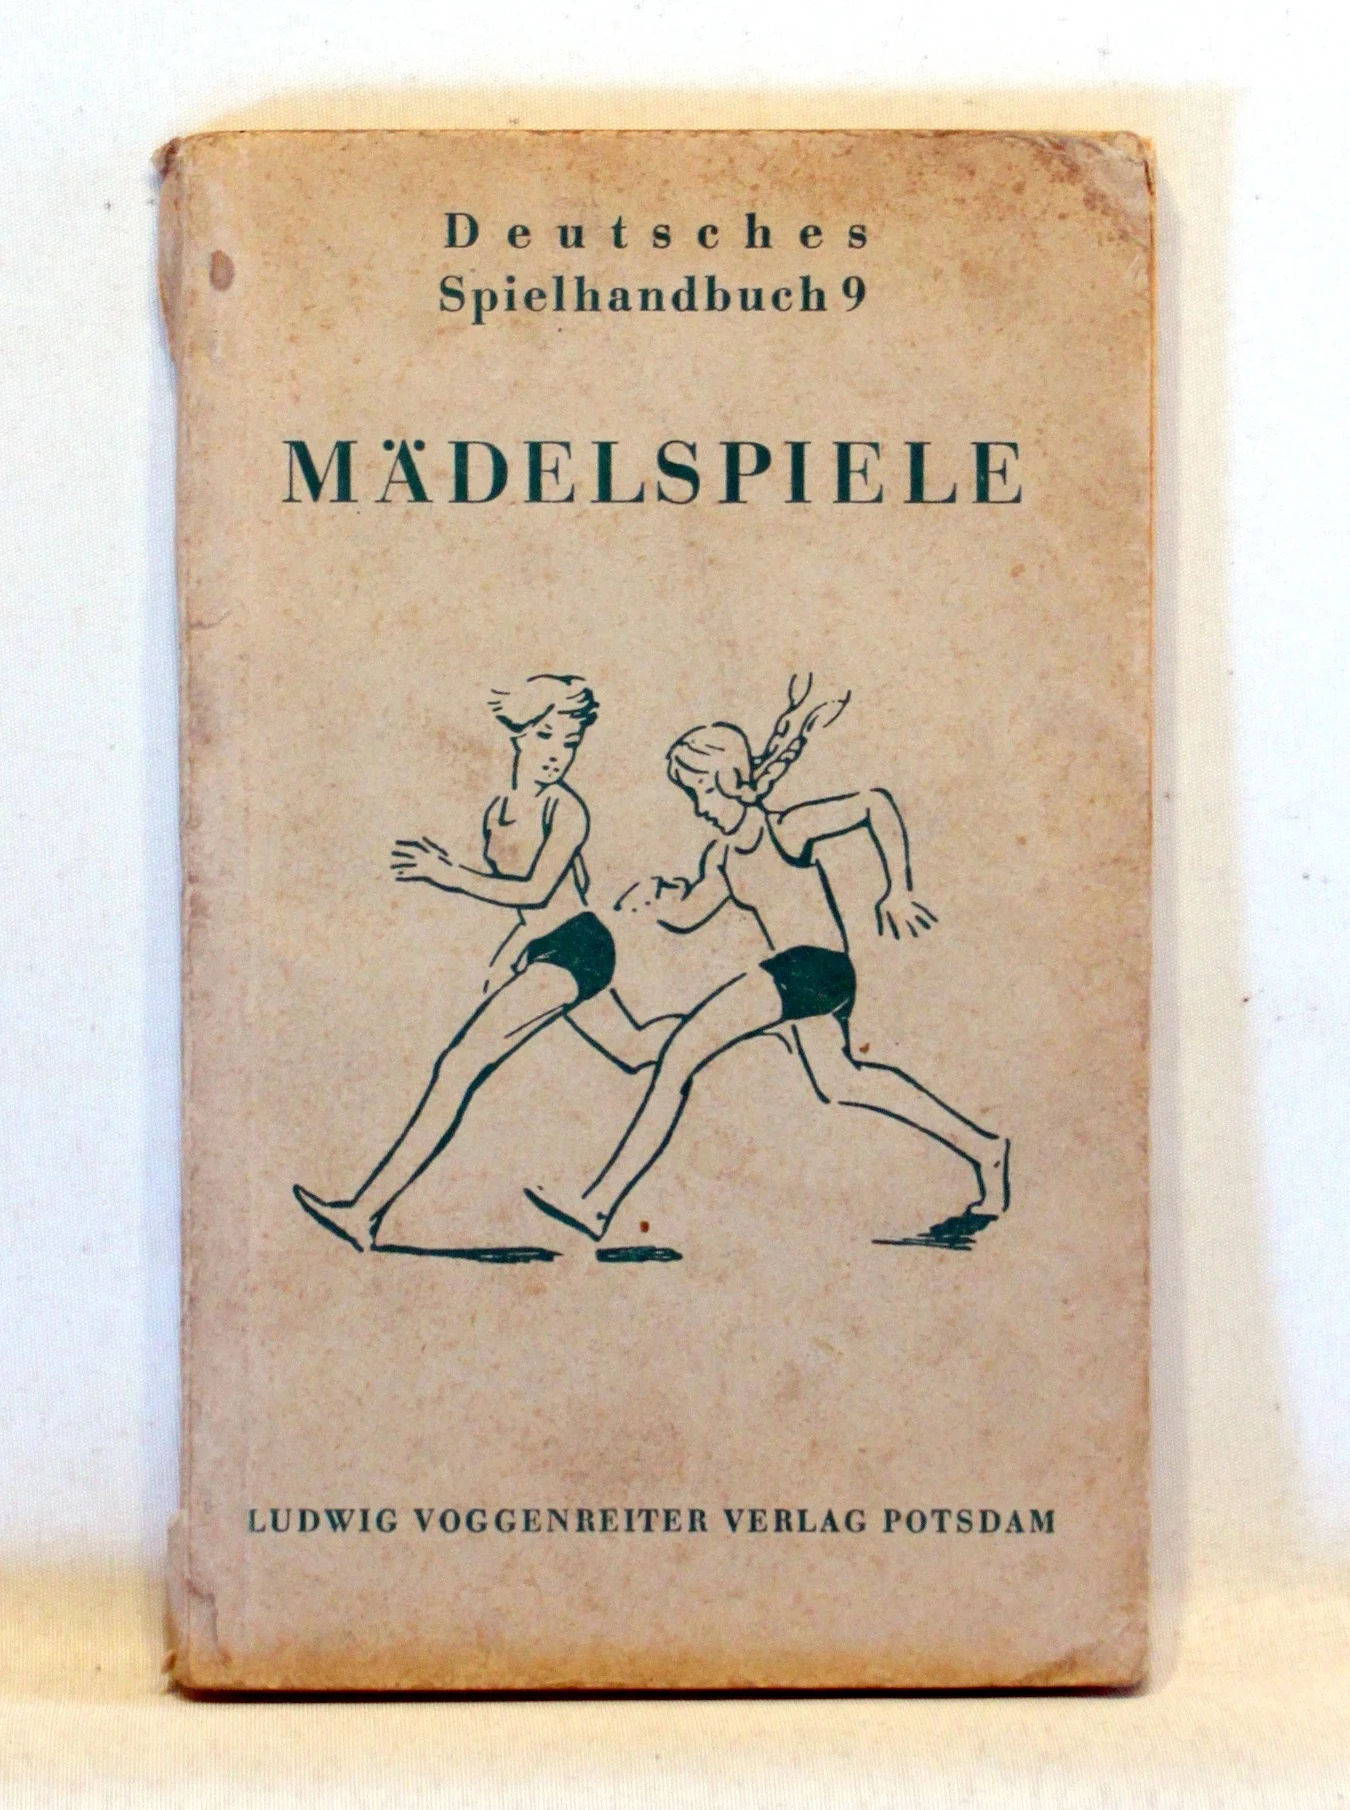 Deutsches
Spielhandbuch 9
MÄDELSPIELE
LUDWIG VOGGENREITER VERLAG POTSDAM